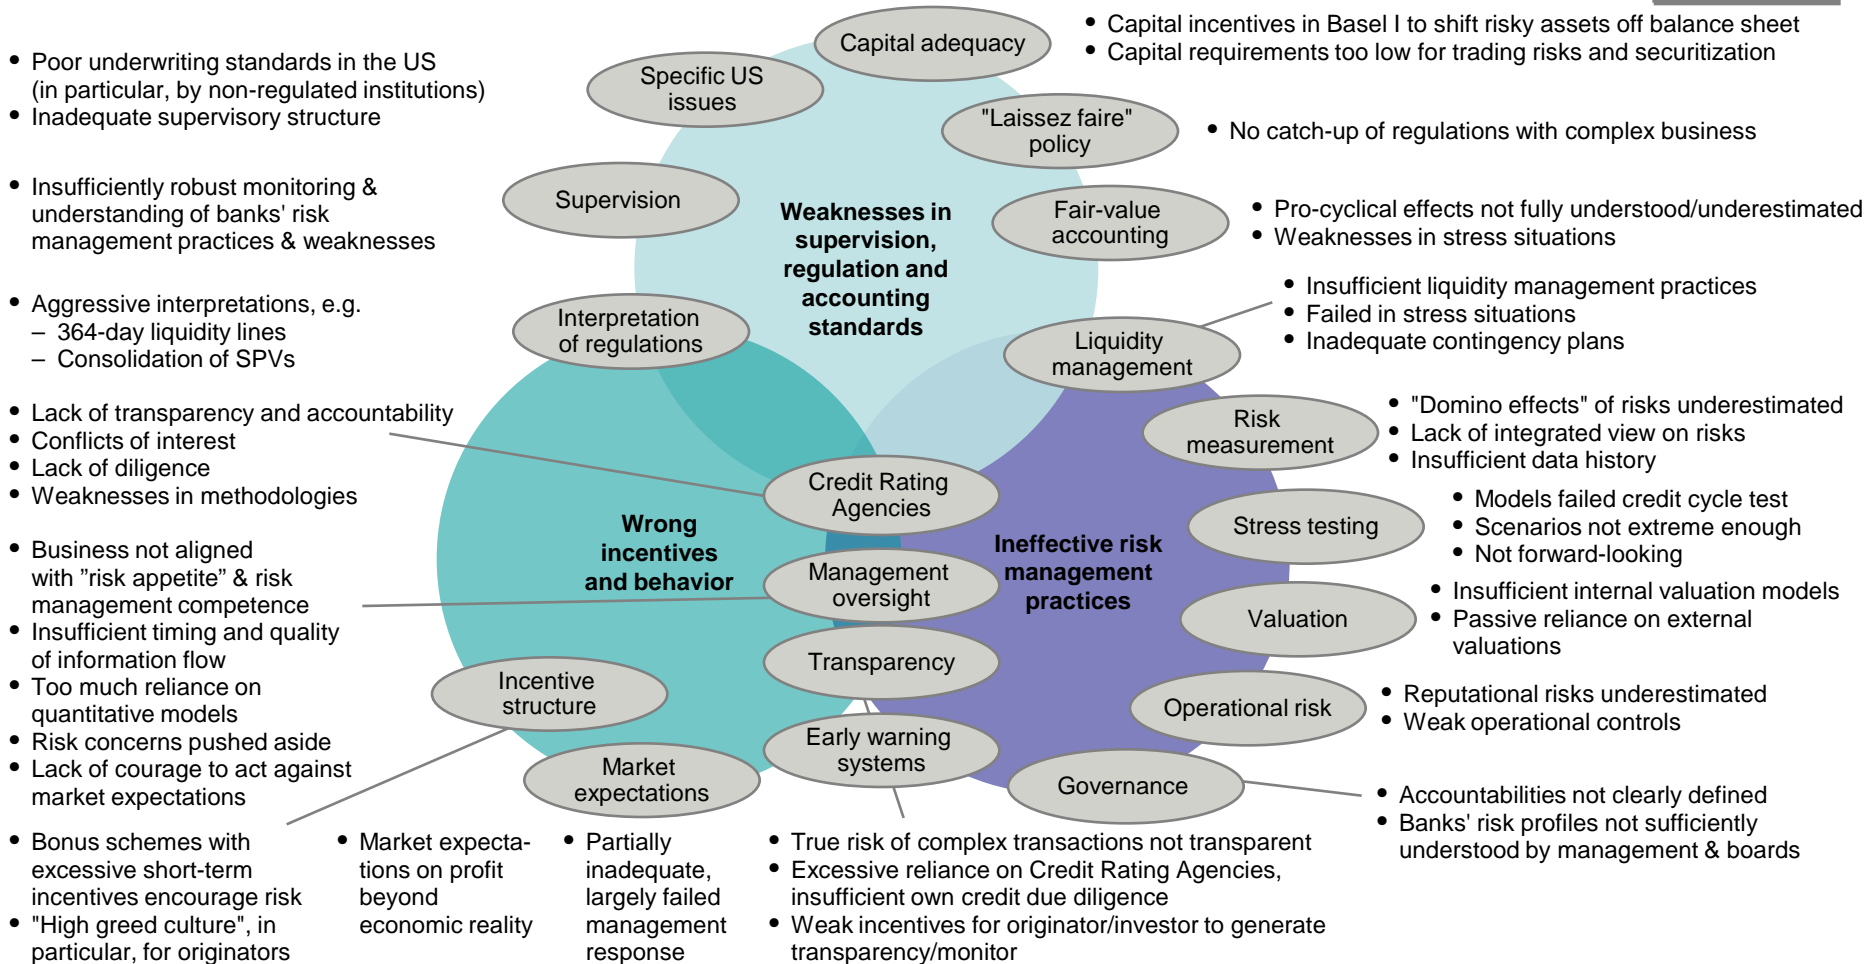 Capital adequacy
• Capital incentives in Basel I to shift risky assets off balance sheet
• Capital requirements too low for trading risks and securitization
• Poor underwriting standards in the US
(in particular, by non-regulated institutions)
• Inadequate supervisory structure
Specific US
issues
"Laissez faire"
policy
• No catch-up of regulations with complex business
• Insufficiently robust monitoring &
understanding of banks' risk
management practices & weaknesses
Supervision
Weaknesses in
supervision,
regulation and
accounting
standards
Fair-value
accounting
• Pro-cyclical effects not fully understood/underestimated
• Weaknesses in stress situations
• Aggressive interpretations, e.g.
– 364-day liquidity lines
– Consolidation of SPVs
Interpretation
of regulations
Liquidity
management
• Insufficient liquidity management practices
• Failed in stress situations
• Inadequate contingency plans
• Lack of transparency and accountability
• Conflicts of interest
• Lack of diligence
• Weaknesses in methodologies
Credit Rating
Agencies
Risk
measurement
• "Domino effects" of risks underestimated
• Lack of integrated view on risks
• Insufficient data history
Wrong
incentives
and behavior
Ineffective risk
management
practices
Stress testing
• Models failed credit cycle test
• Scenarios not extreme enough
• Not forward-looking
• Business not aligned
with ”risk appetite” & risk
management competence
• Insufficient timing and quality
of information flow
• Too much reliance on
quantitative models
• Risk concerns pushed aside
• Lack of courage to act against
market expectations
Management
oversight
Valuation
• Insufficient internal valuation models
• Passive reliance on external
valuations
Transparency
Incentive
structure
Operational risk
• Reputational risks underestimated
• Weak operational controls
Early warning
systems
Market
expectations
Governance
• Accountabilities not clearly defined
• Banks' risk profiles not sufficiently
understood by management & boards
• Bonus schemes with
excessive short-term
incentives encourage risk
• "High greed culture", in
particular, for originators
• Market expecta-
tions on profit
beyond
economic reality
• Partially
inadequate,
largely failed
management
response
• True risk of complex transactions not transparent
• Excessive reliance on Credit Rating Agencies,
insufficient own credit due diligence
• Weak incentives for originator/investor to generate
transparency/monitor